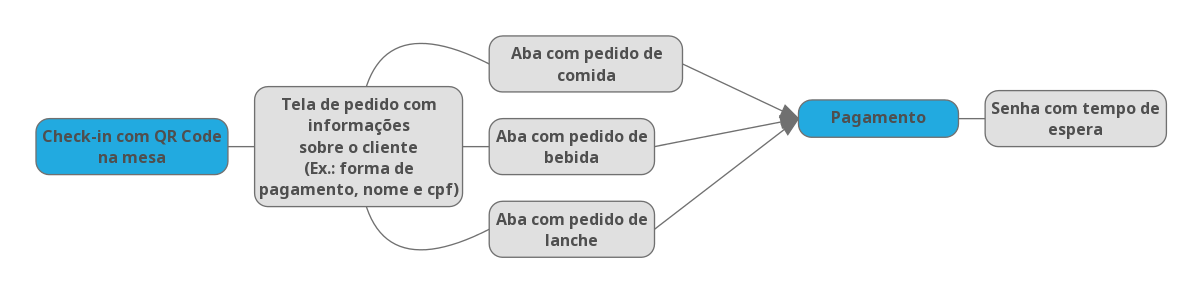 Check-in com QR Code
na mesa
Tela de pedido com
informações
sobre o cliente
(Ex.: forma de
pagamento, nome e cpf)
Aba com pedido de
comida
Aba com pedido de
bebida
Aba com pedido de
lanche
Pagamento
Senha com tempo de
espera